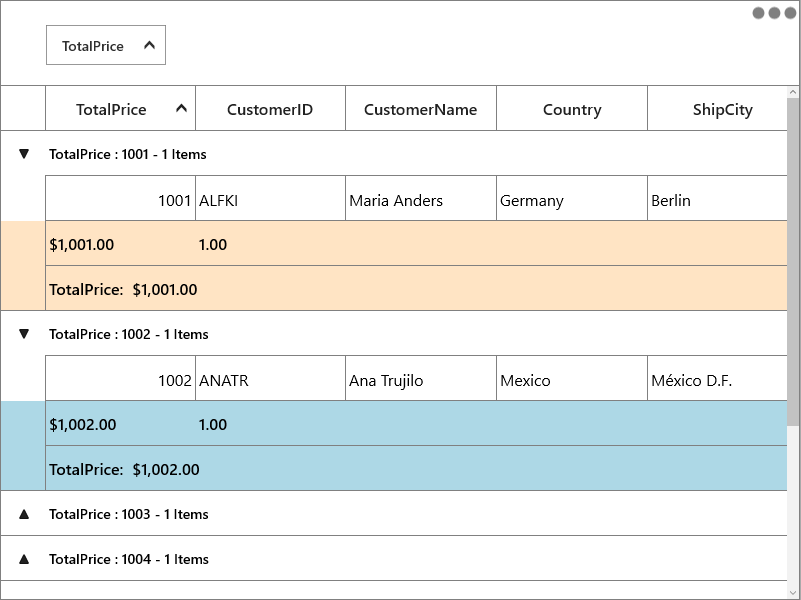 TotalPrice
TotalPrice CustomerID CustomerName Country ShipCity
TotalPrice : 1001 - 1 Items
1001 ALFKI Maria Anders Germany Berlin
$1,001.00 1.00
TotalPrice: $1,001.00
TotalPrice : 1002 - 1 Items
1002 ANATR Ana Trujilo Mexico México D.F.
$1,002.00 1.00
TotalPrice: $1,002.00
TotalPrice : 1003 - 1 Items
TotalPrice : 1004 - 1 Items